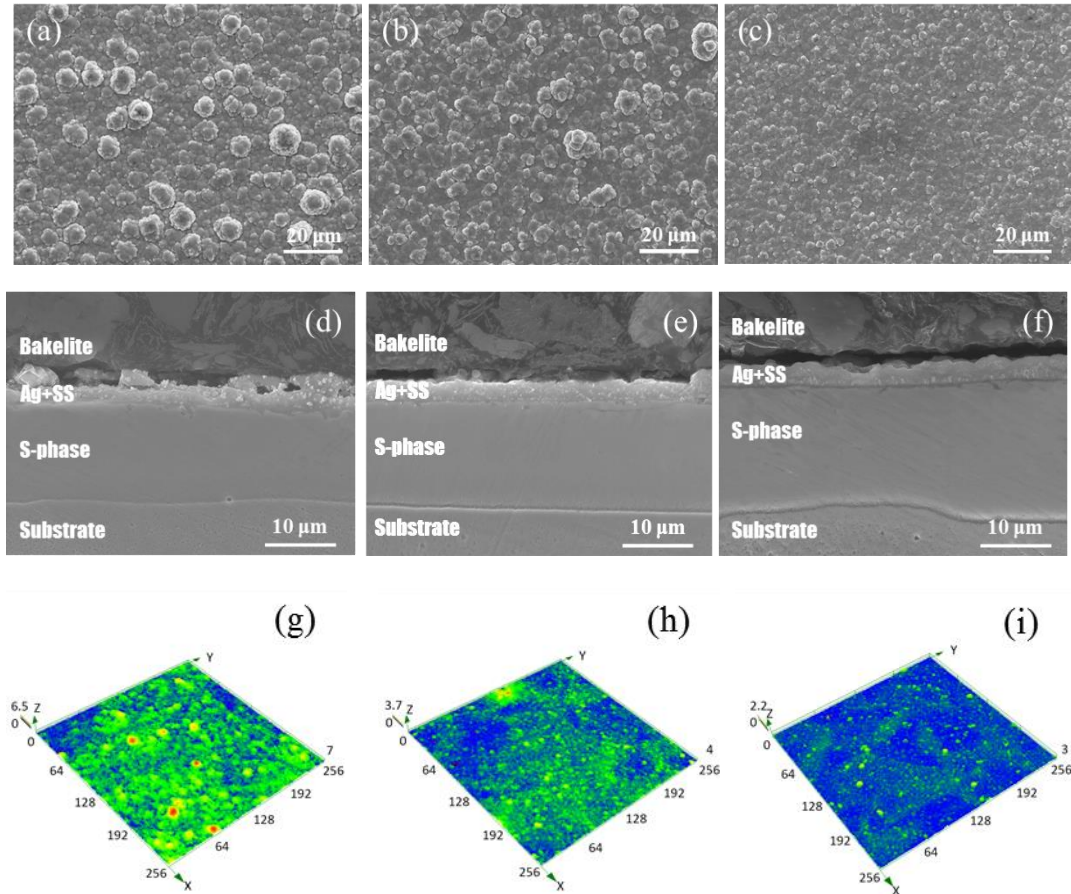 (a)
20 µm
(b)
20 µm
(c)
20 µm
(d)
Bakelite
Ag+SS
S-phase
Substrate
10 µm
(e)
Bakelite
Ag+SS
S-phase
Substrate
10 µm
(f)
Bakelite
Ag+SS
S-phase
Substrate
10 µm
(g)
Y
6.5
Z
0
0
7
64
256
128
192
192
128
256
64
X
(h)
Y
3.7
Z
0
0
4
64
256
128
192
192
128
256
64
X
(i)
Y
2.2
Z
0
0
3
64
256
128
192
192
128
256
64
X